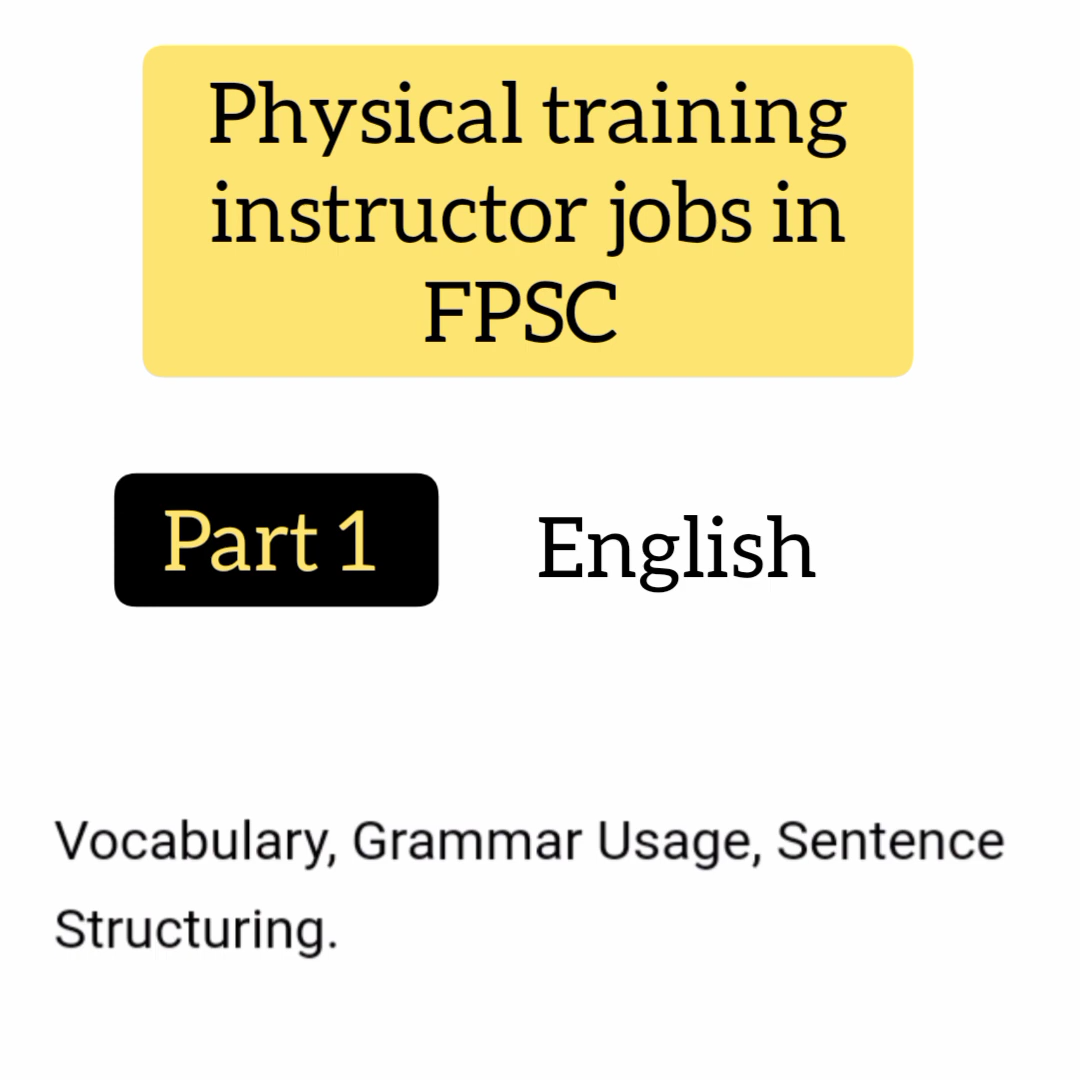 Physical training
instructor jobs in
FPSC
Part 1
English
Vocabulary, Grammar Usage, Sentence
Structuring.